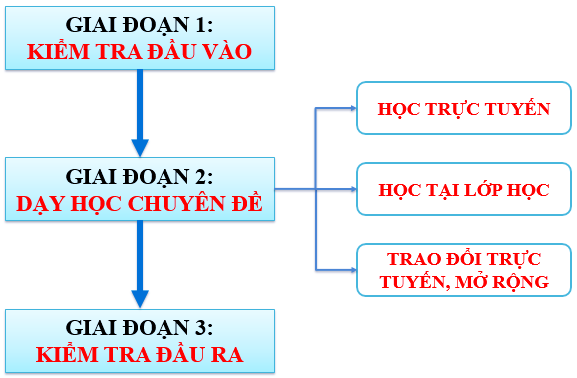 GIAI ĐOẠN 1:
KIỂM TRA ĐẦU VÀO
GIAI ĐOẠN 2:
DẠY HỌC CHUYÊN ĐỀ
HỌC TRỰC TUYẾN
HỌC TẠI LỚP HỌC
TRAO ĐỔI TRỰC
TUYẾN, MỞ RỘNG
GIAI ĐOẠN 3:
KIỂM TRA ĐẦU RA